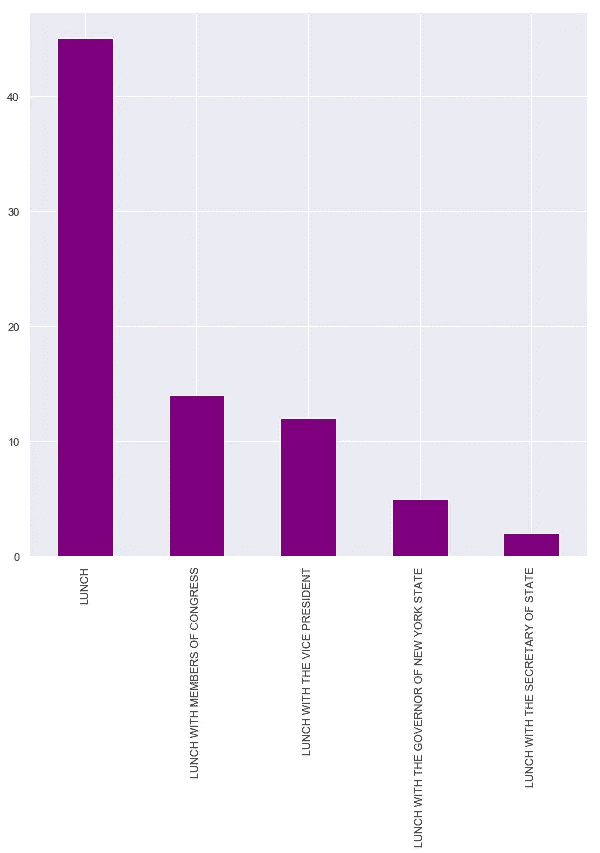 40
30
20
10
0
LUNCH
LUNCH WITH MEMBERS OF CONGRESS
LUNCH WITH THE VICE PRESIDENT
LUNCH WITH THE GOVERNOR OF NEW YORK STATE
LUNCH WITH THE SECRETARY OF STATE